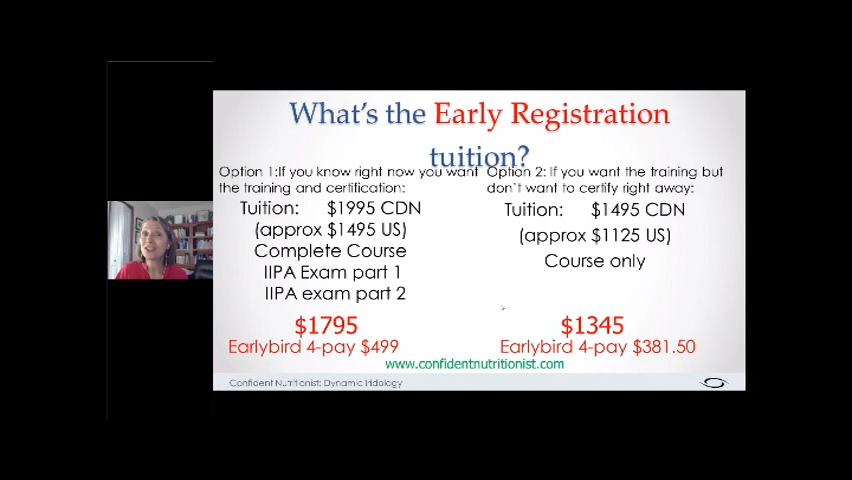 What's the Early Registration
tuition?
Option 1:If you know right now you want
the training and certification:
Tuition: $1995 CDN
(approx $1495 US)
Complete Course
IIPA Exam part 1
IIPA exam part 2
$1795
Earlybird 4-pay $499
Option 2: If you want the training but
don't want to certify right away:
Tuition: $1495 CDN
(approx $1125 US)
Course only
$1345
Earlybird 4-pay $381.50
www.confidentnutritionist.com
Confident Nutritionist: Dynamic Iridology